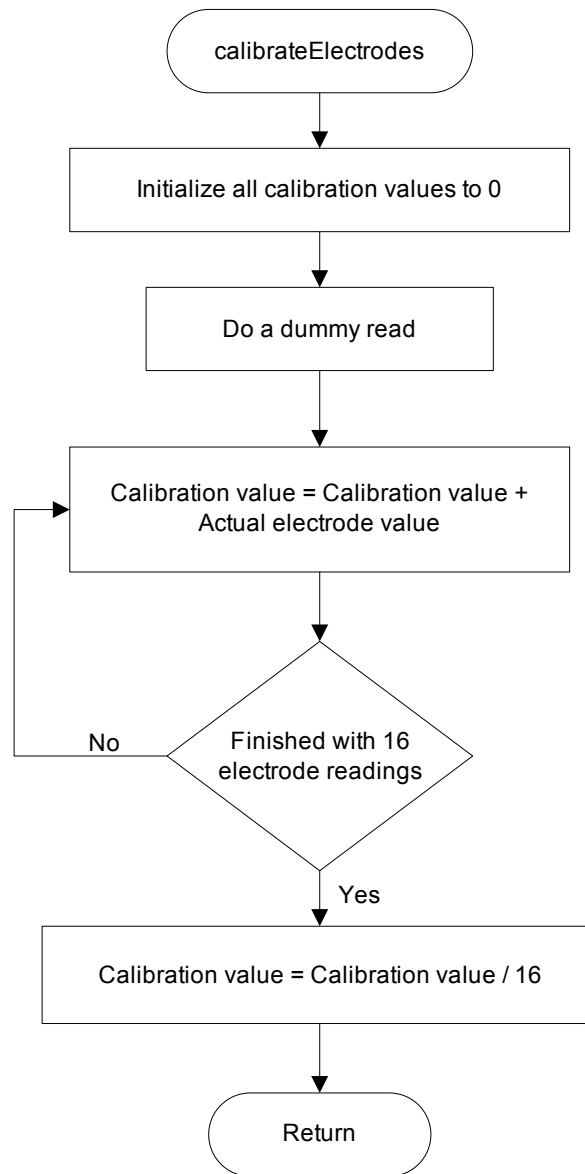 calibrateElectrodes
Initialize all calibration values to 0
Do a dummy read
Calibration value = Calibration value +
Actual electrode value
Finished with 16
electrode readings
No
Yes
Calibration value = Calibration value / 16
Return